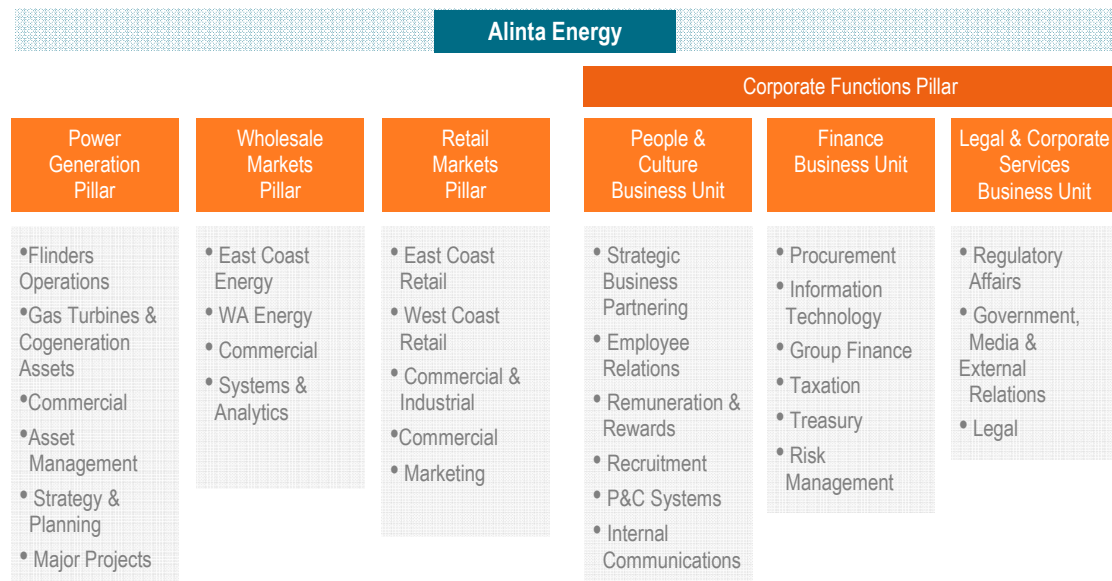 Alinta Energy
Corporate Functions Pillar
Power
Generation
Pillar
Wholesale
Markets
Pillar
Retail
Markets
Pillar
People &
Culture
Business Unit
Finance
Business Unit
Legal & Corporate
Services
Business Unit
•Flinders
Operations
•Gas Turbines &
Cogeneration
Assets
•Commercial
•Asset
Management
• Strategy &
Planning
• Major Projects
• East Coast
Energy
• WA Energy
• Commercial
• Systems &
Analytics
• East Coast
Retail
• West Coast
Retail
• Commercial &
Industrial
•Commercial
• Marketing
• Strategic
Business
Partnering
• Employee
Relations
• Remuneration &
Rewards
• Recruitment
• P&C Systems
• Internal
Communications
• Procurement
• Information
Technology
• Group Finance
• Taxation
• Treasury
• Risk
Management
• Regulatory
Affairs
• Government,
Media &
External
Relations
• Legal